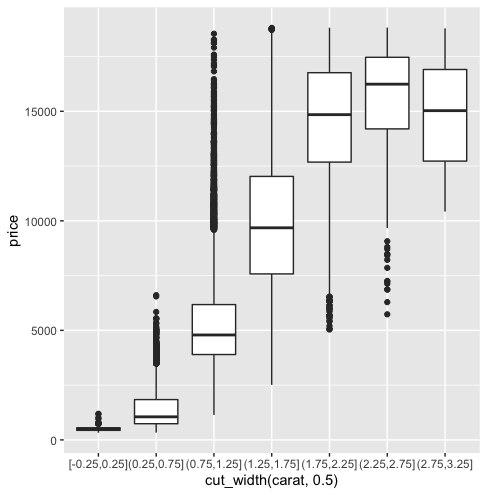 price
15000
10000
5000
0
[-0.25,0.25] (0.25,0.75] (0.75,1.25] (1.25,1.75] (1.75,2.25] (2.25,2.75] (2.75,3.25]
cut_width(carat, 0.5)